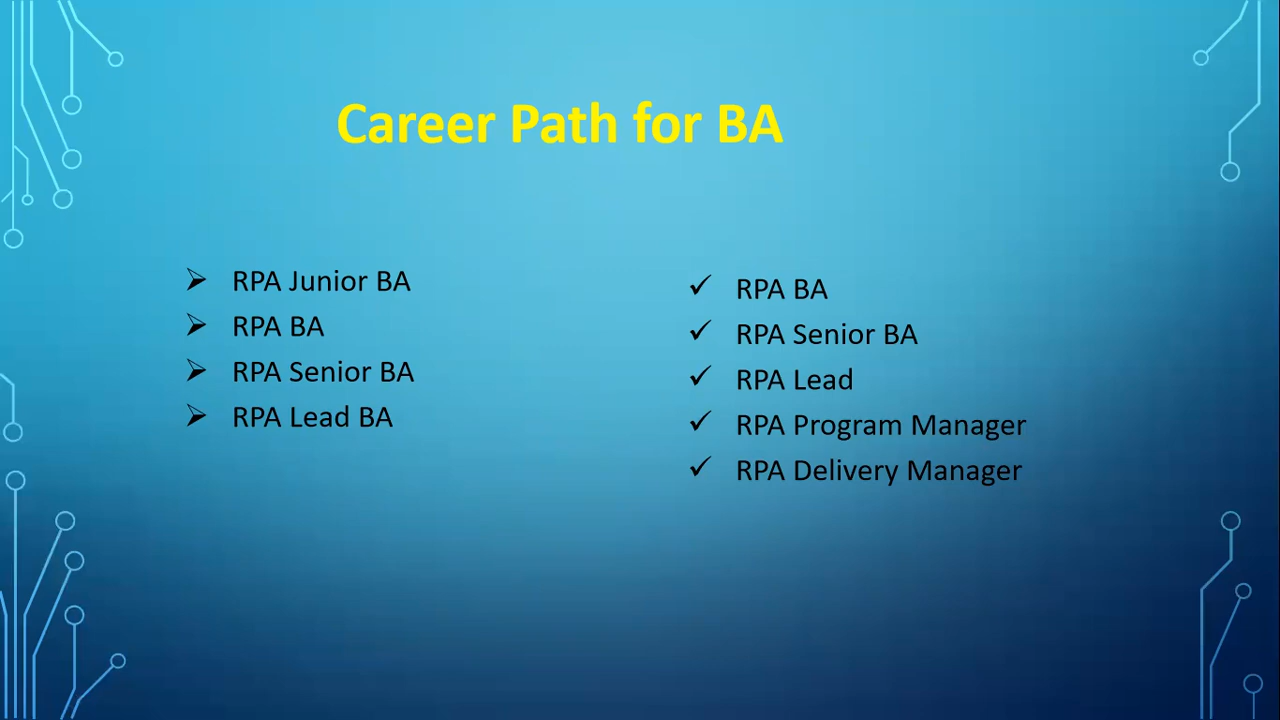 Career Path for BA
➢ RPA Junior BA
➢ RPA BA
➢ RPA Senior BA
➢ RPA Lead BA
✓ RPA BA
✓ RPA Senior BA
✓ RPA Lead
✓ RPA Program Manager
✓ RPA Delivery Manager